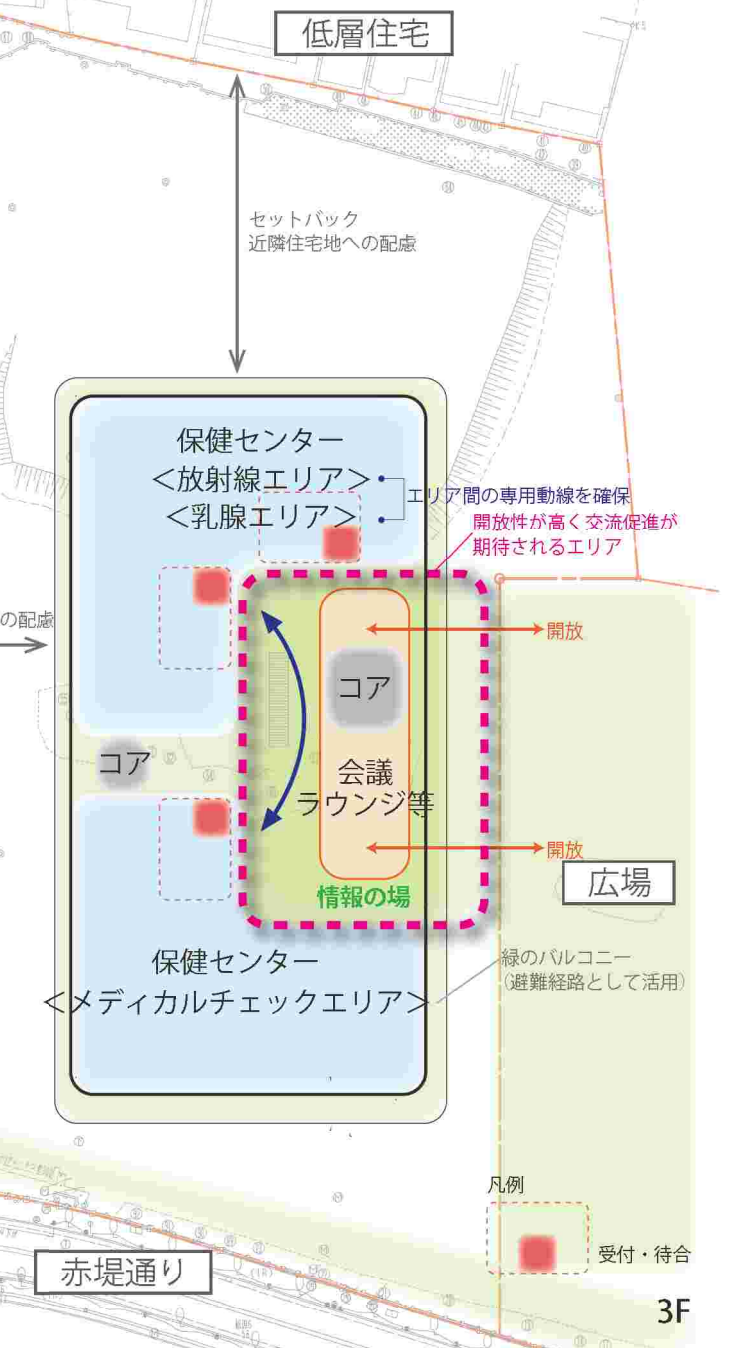 低層住宅
セットバック
近隣住宅地への配慮
保健センター
＜放射線エリア＞
＜乳腺エリア＞
エリア間の専用動線を確保
開放性が高く交流促進が
期待されるエリア
の配慮
開放
コア
コア
会議
ラウンジ等
開放
情報の場
広場
保健センター
＜メディカルチェックエリア＞
緑のバルコニー
（避難経路として活用）
凡例
受付・待合
赤堤通り
3F